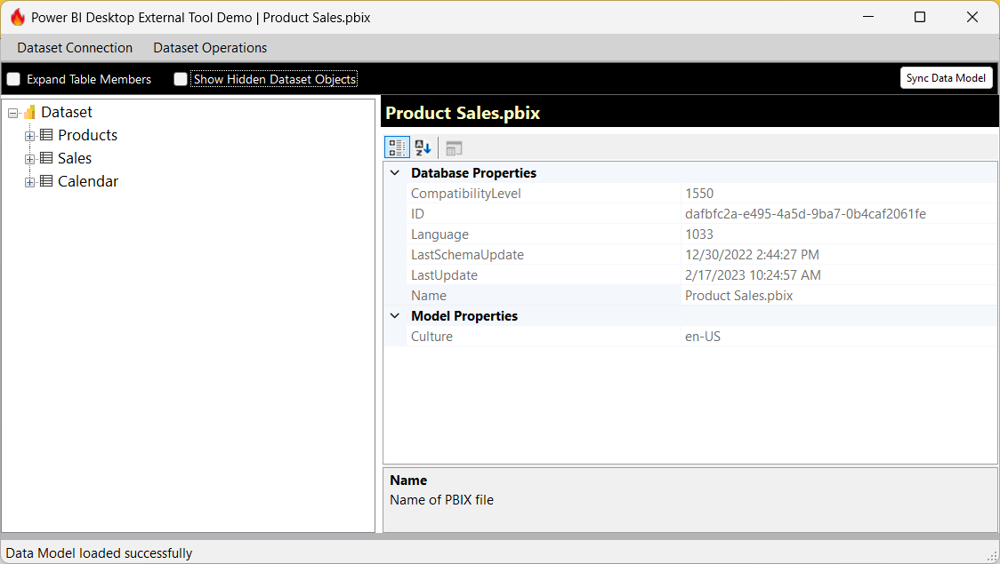 Power BI Desktop External Tool Demo | Product Sales.pbix
Dataset Connection Dataset Operations
Expand Table Members Show Hidden Dataset Objects Sync Data Model
Dataset
Products
Sales
Calendar
Product Sales.pbix
Database Properties
CompatibilityLevel 1550
ID dafbfc2a-e495-4a5d-9ba7-0b4caf2061fe
Language 1033
LastSchemaUpdate 12/30/2022 2:44:27 PM
LastUpdate 2/17/2023 10:24:57 AM
Name Product Sales.pbix
Model Properties
Culture en-US
Name
Name of PBIX file
Data Model loaded successfully